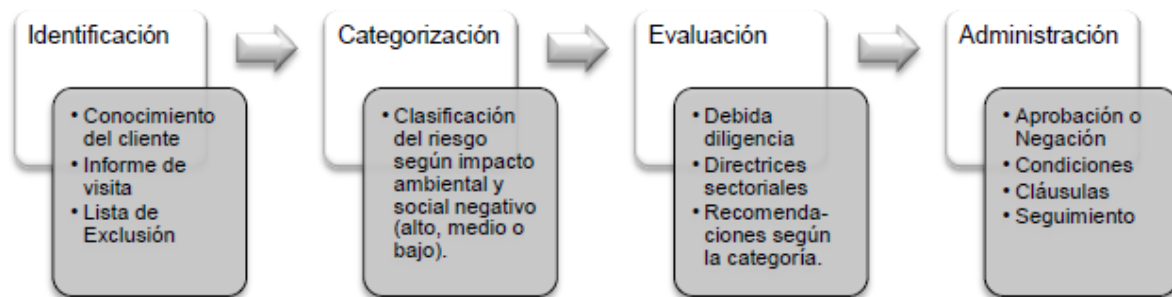 Identificación
• Conocimiento
del cliente
• Informe de
visita
• Lista de
Exclusión
Categorización
• Clasificación
del riesgo
según impacto
ambiental y
social negativo
(alto, medio o
bajo).
Evaluación
• Debida
diligencia
• Directrices
sectoriales
• Recomenda-
ciones según
la categoría.
Administración
• Aprobación o
Negación
• Condiciones
• Cláusulas
• Seguimiento